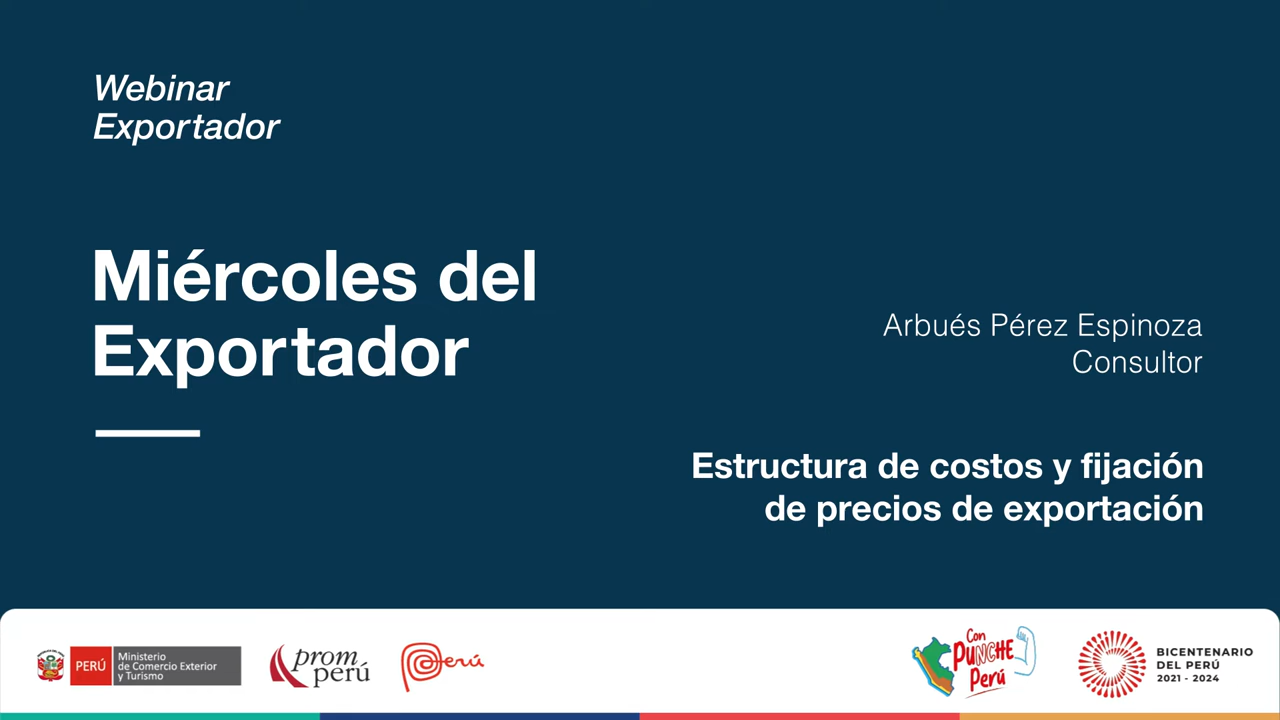 Webinar
Exportador
Miércoles del
Exportador
Arbués Pérez Espinoza
Consultor
Estructura de costos y fijación
de precios de exportación
PERÚ
Ministerio
de Comercio Exterior
y Turismo
prom
perú
Perú
Con
PUNCHE
Perú
BICENTENARIO
DEL PERÚ
2021 - 2024